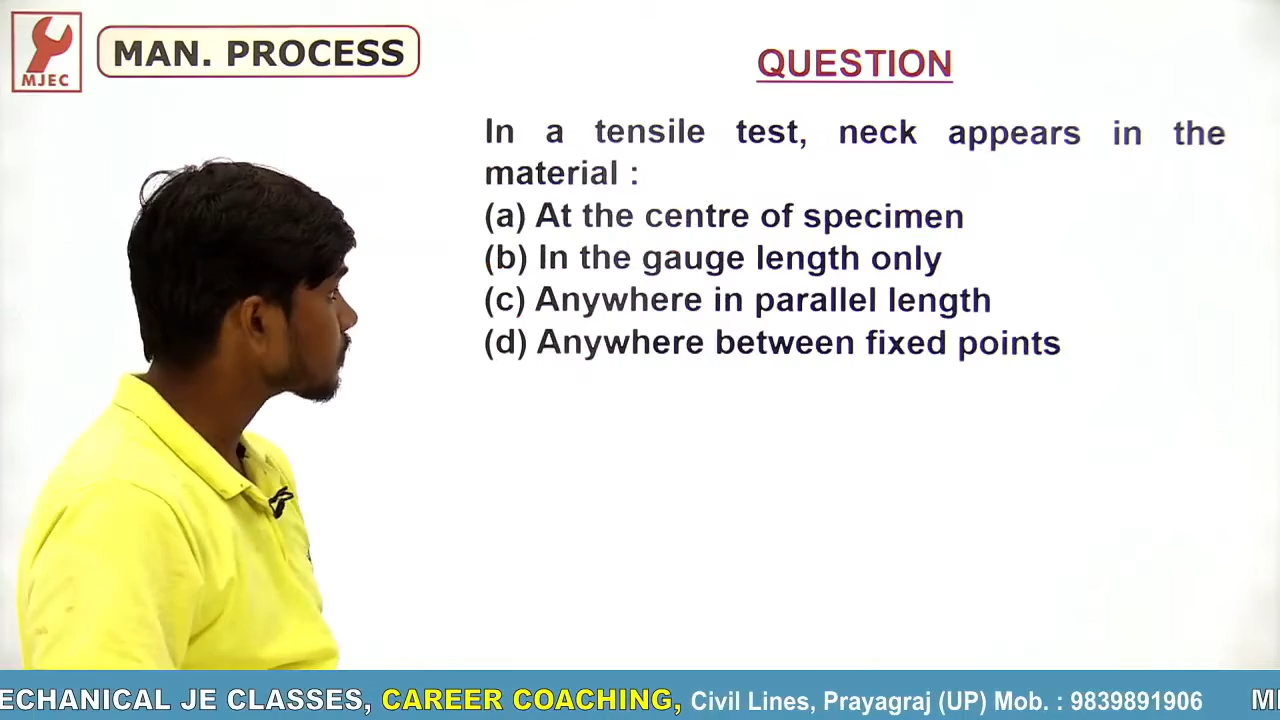 MJEC
MAN. PROCESS
QUESTION
In a tensile test, neck appears in the
material :
(a) At the centre of specimen
(b) In the gauge length only
(c) Anywhere in parallel length
(d) Anywhere between fixed points
ECHANICAL JE CLASSES, CAREER COACHING, Civil Lines, Prayagraj (UP) Mob. : 9839891906